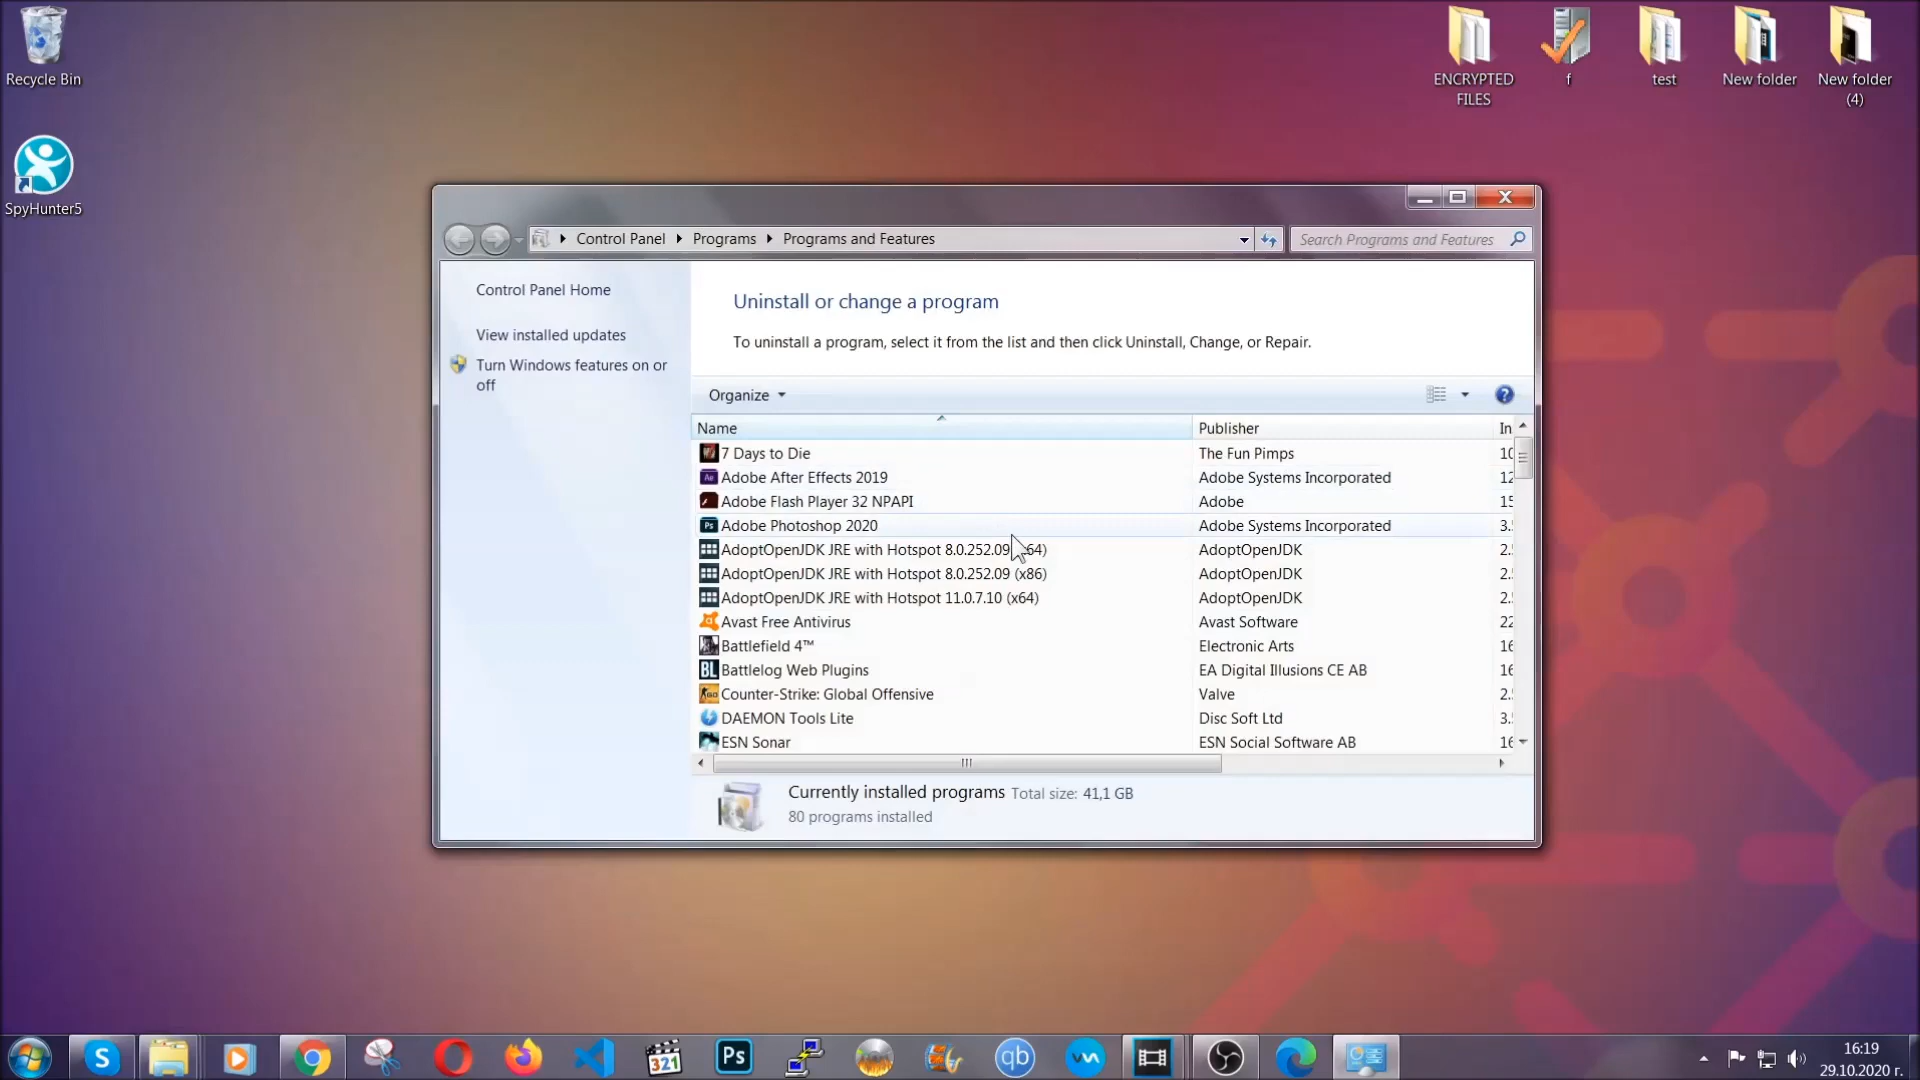 Recycle Bin
SpyHunter5
ENCRYPTED
FILES
f
test
New folder
New folder
(4)
Control Panel
Programs
Programs and Features
Search Programs and Features
Control Panel Home
View installed updates
Turn Windows features on or
off
Uninstall or change a program
To uninstall a program, select it from the list and then click Uninstall, Change, or Repair.
Organize
Name Publisher In
7 Days to Die The Fun Pimps 10
Adobe After Effects 2019 Adobe Systems Incorporated 12
Adobe Flash Player 32 NPAPI Adobe 15
Adobe Photoshop 2020 Adobe Systems Incorporated 3.
AdoptOpenJDK JRE with Hotspot 8.0.252.09 64) AdoptOpenJDK 2.
AdoptOpenJDK JRE with Hotspot 8.0.252.09 (x86) AdoptOpenJDK 2.
AdoptOpenJDK JRE with Hotspot 11.0.7.10 (x64) AdoptOpenJDK 2.
Avast Free Antivirus Avast Software 22
Battlefield 4™ Electronic Arts 16
BL Battlelog Web Plugins EA Digital Illusions CE AB 16
Counter-Strike: Global Offensive Valve 2.
DAEMON Tools Lite Disc Soft Ltd 3.
ESN Sonar ESN Social Software AB 16
Currently installed programs Total size: 41,1 GB
80 programs installed
S
321
Ps
qb
16:19
29.10.2020 г.